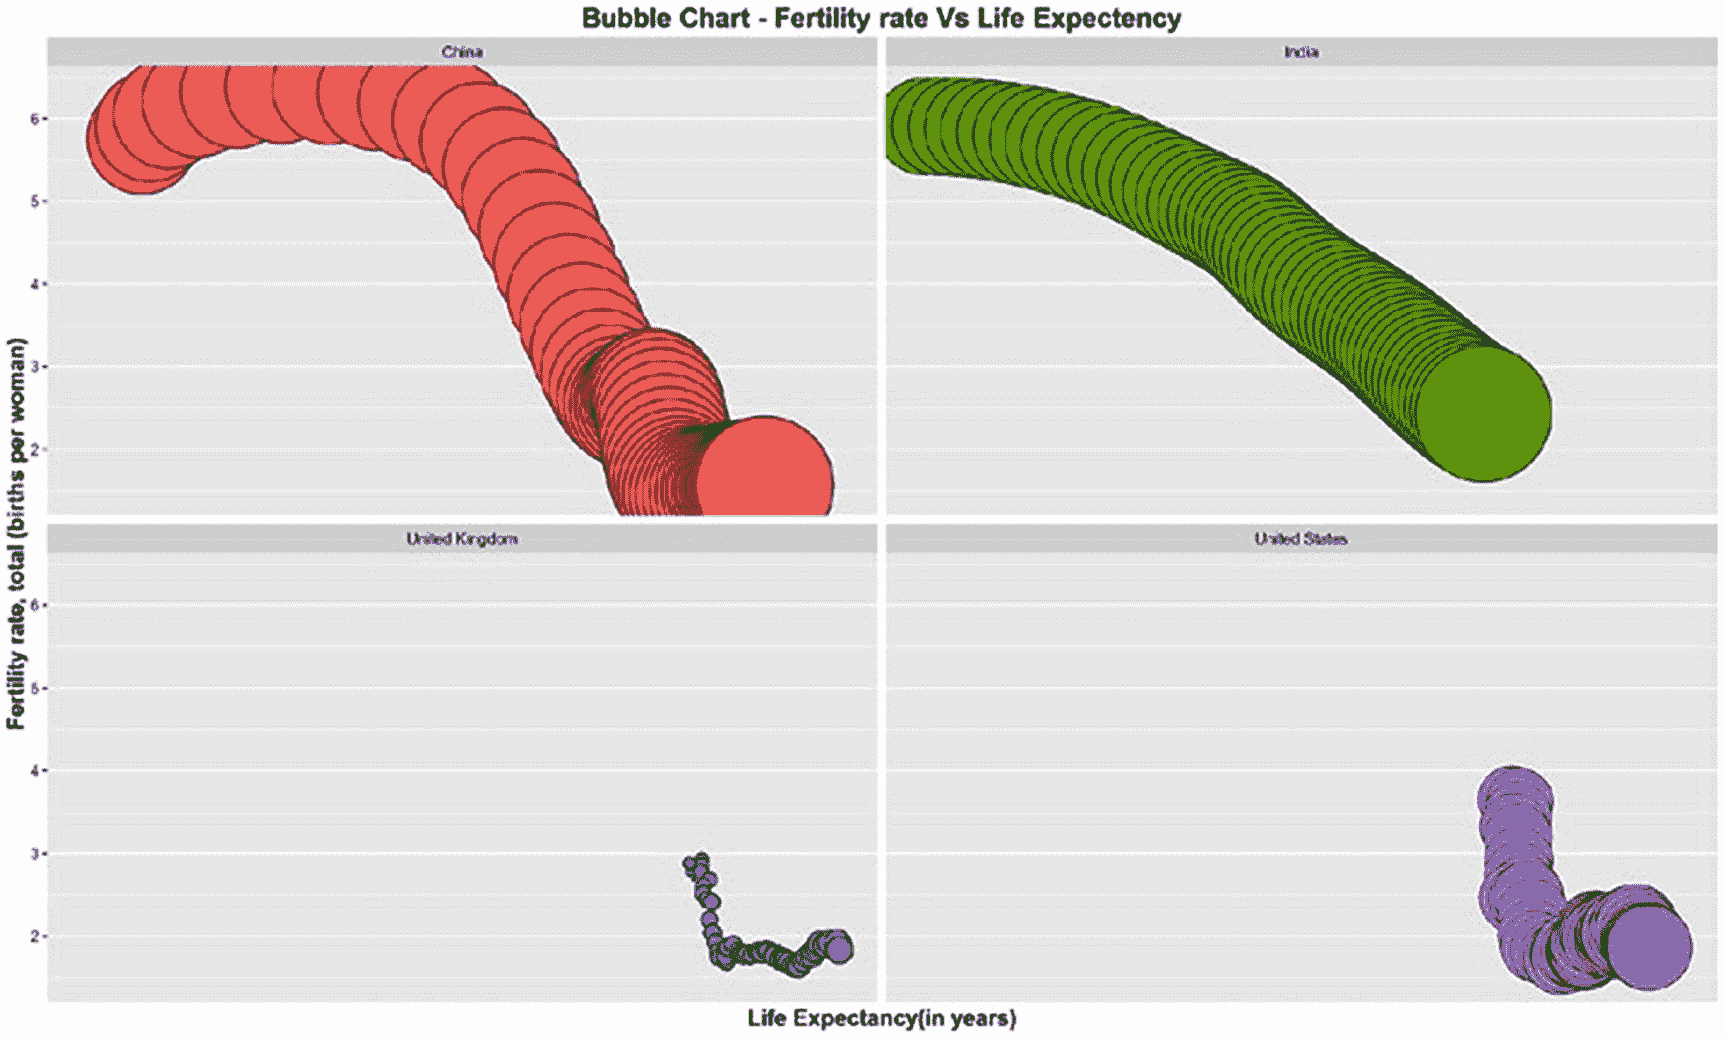 Bubble Chart - Fertility rate Vs Life Expectency
China
India
6
5
4
3
2
United Kingdom
United States
6
5
4
3
2
Fertility rate, total (births per woman)
Life Expectancy(in years)